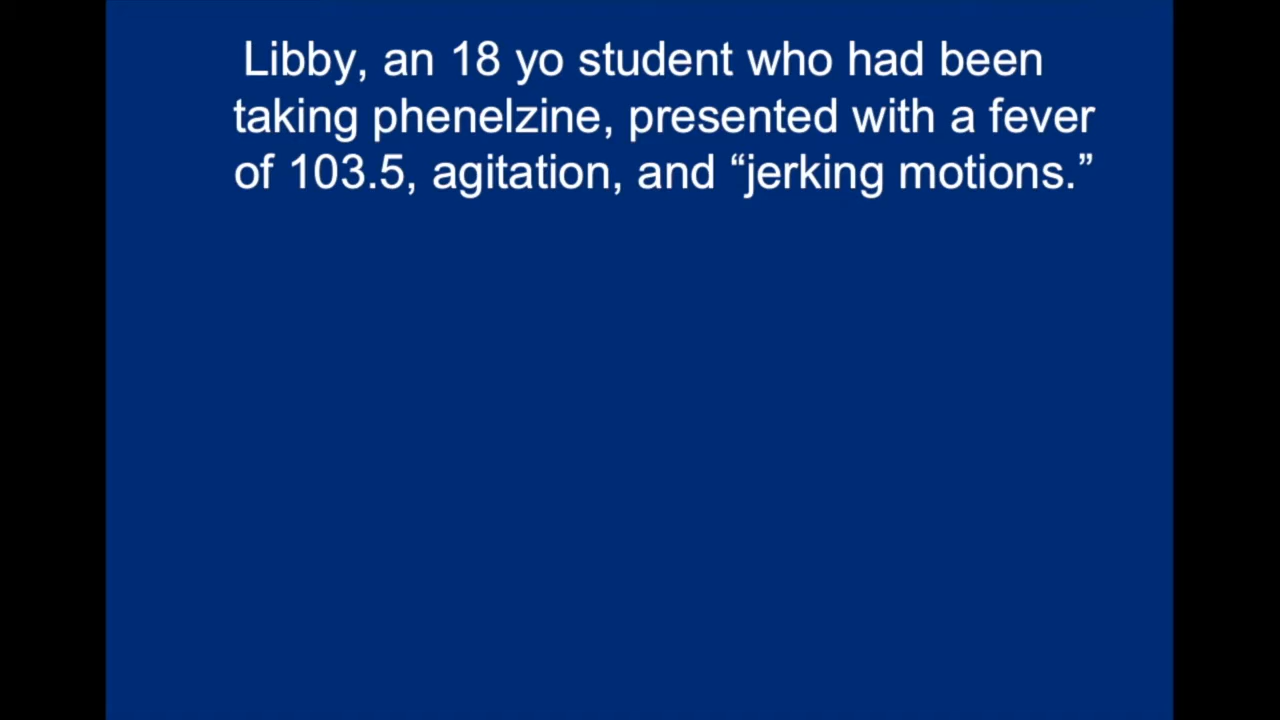 Libby, an 18 yo student who had been
taking phenelzine, presented with a fever
of 103.5, agitation, and “jerking motions.”